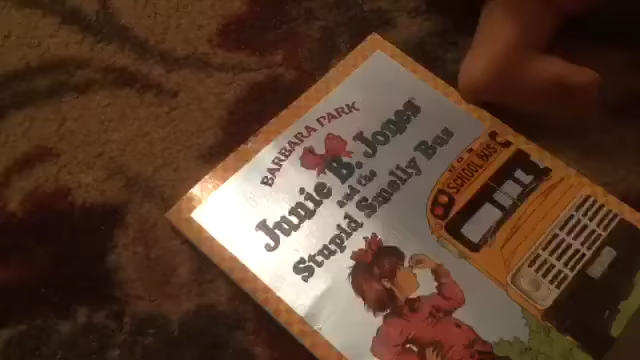 BARBARA PARK
Junie B. Jones
and the
Stupid Smelly Bus
SCHOOL BUS